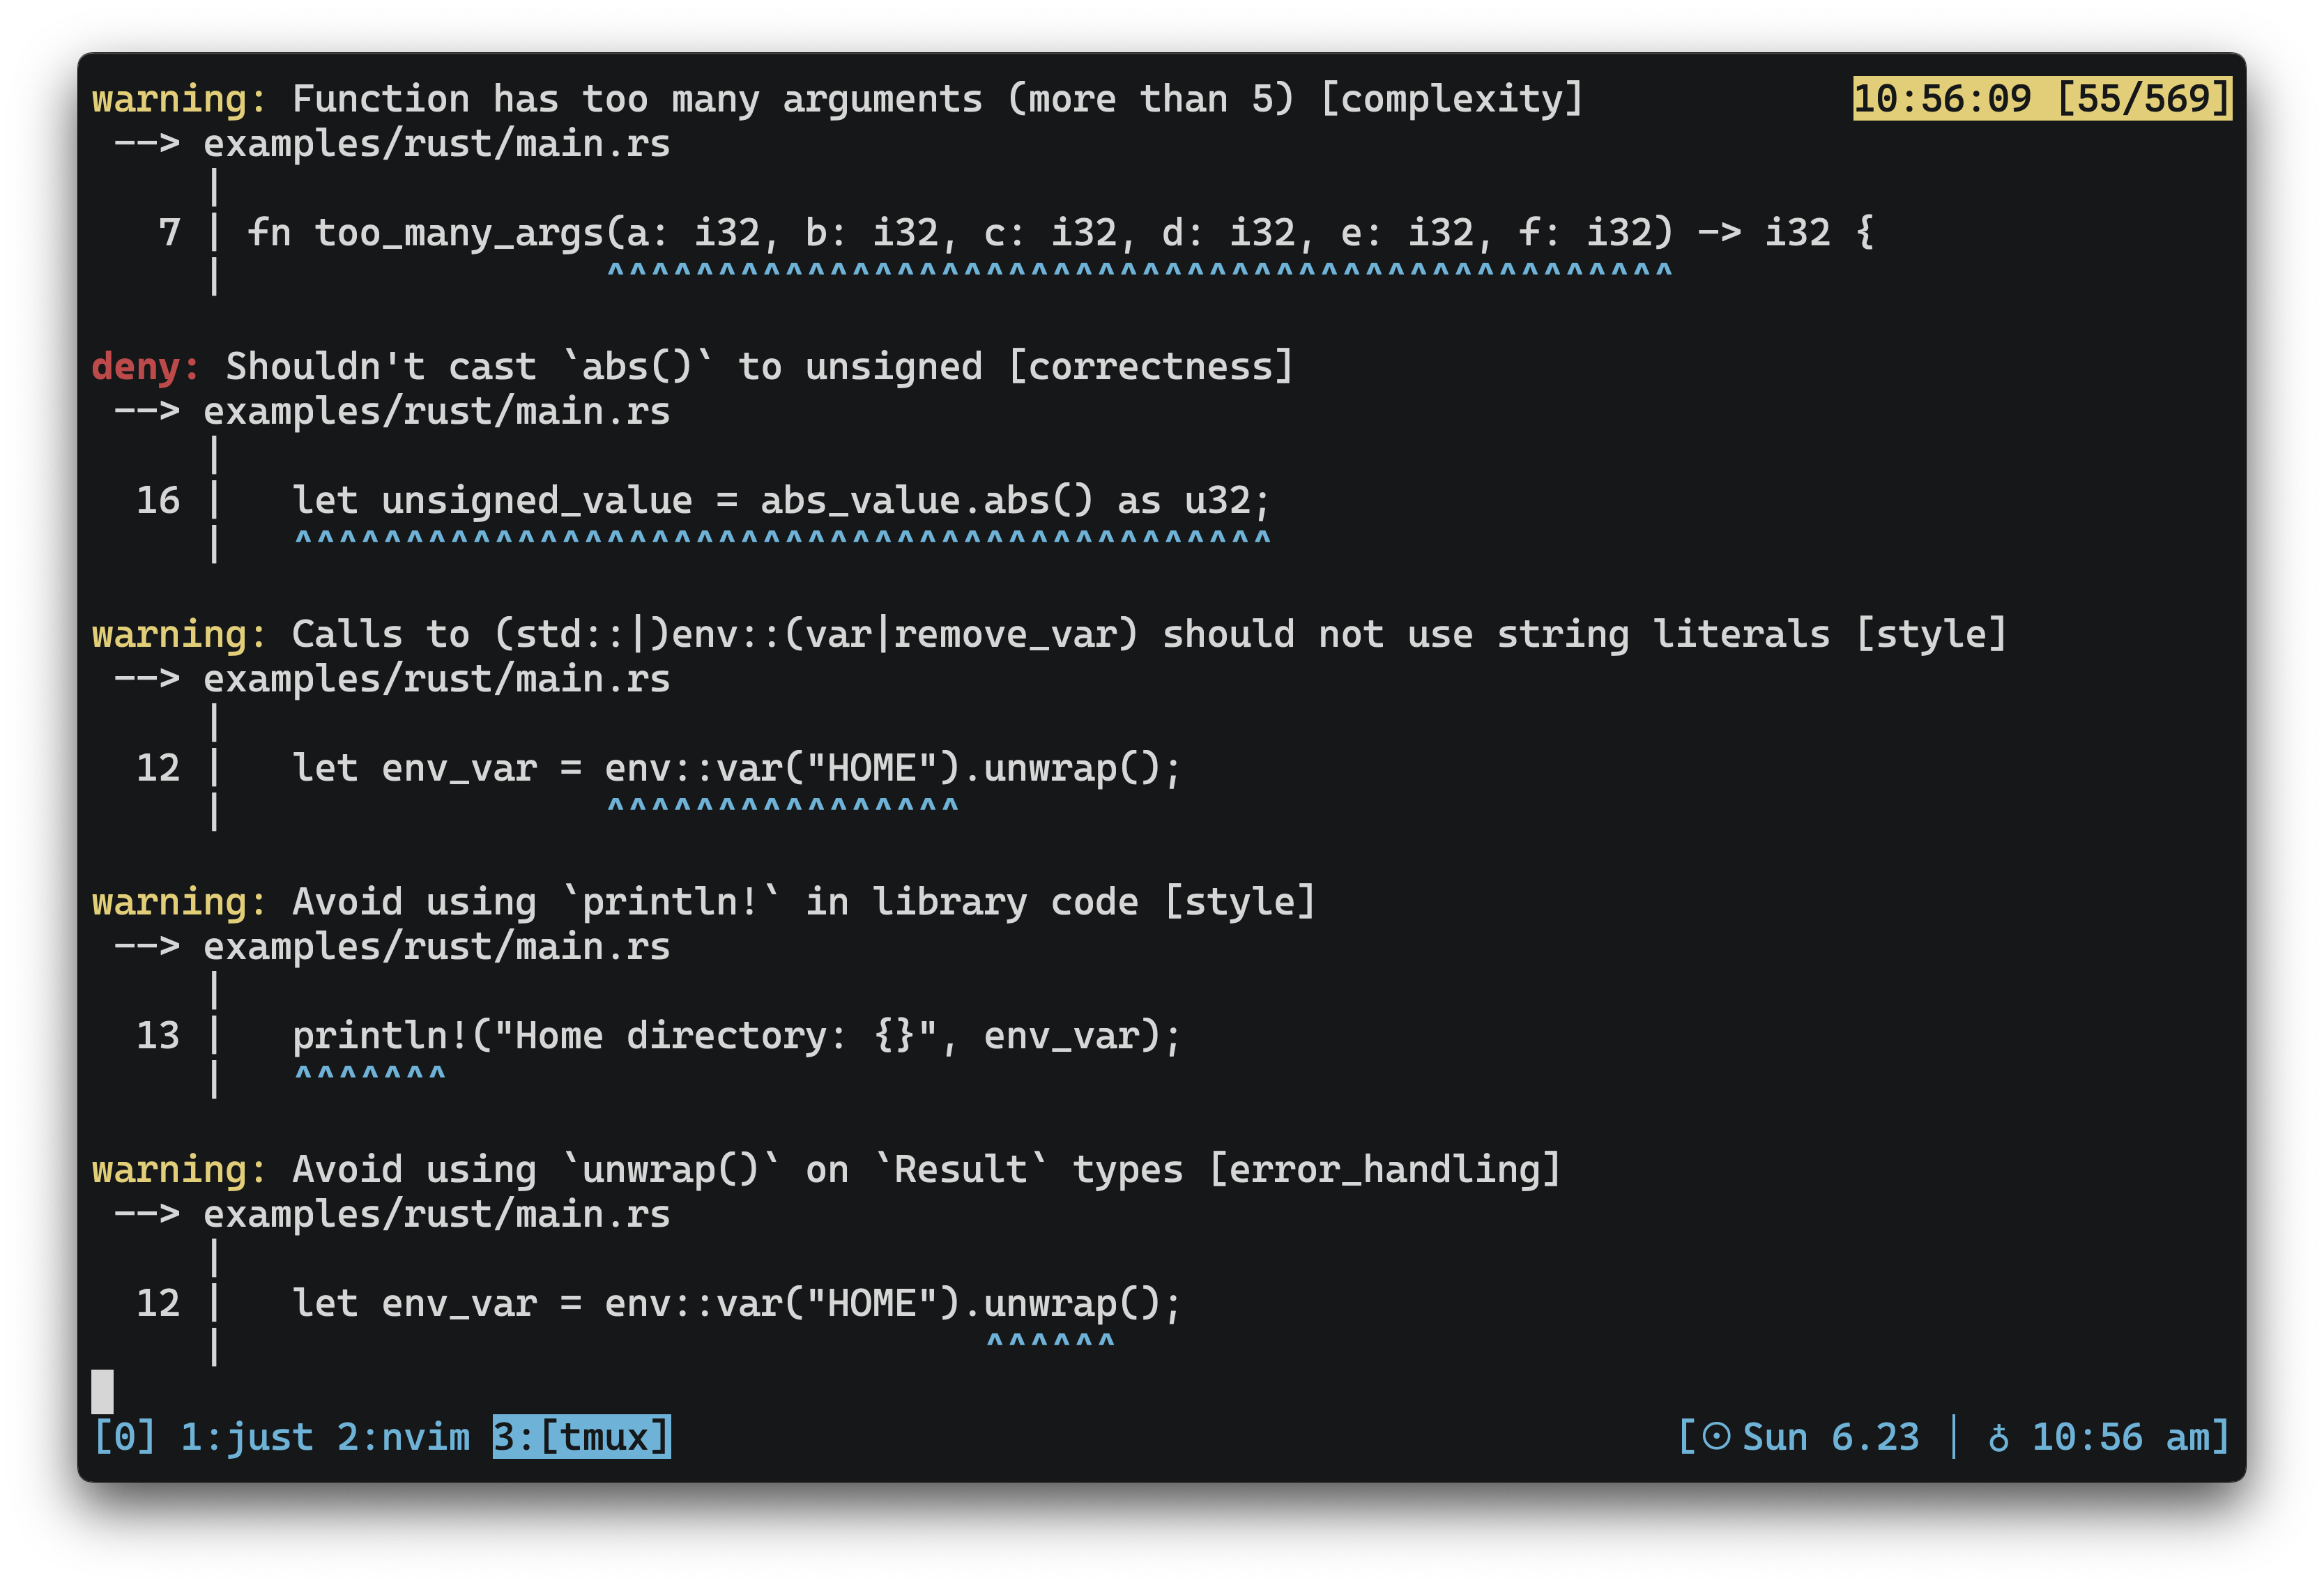 warning: Function has too many arguments (more than 5) [complexity] 10:56:09 [55/569]
 --> examples/rust/main.rs
     |
   7 | fn too_many_args(a: i32, b: i32, c: i32, d: i32, e: i32, f: i32) -> i32 {
     |                 ^^^^^^^^^^^^^^^^^^^^^^^^^^^^^^^^^^^^^^^^^^^^^^^^
deny: Shouldn't cast `abs()` to unsigned [correctness]
 --> examples/rust/main.rs
     |
  16 |   let unsigned_value = abs_value.abs() as u32;
     |   ^^^^^^^^^^^^^^^^^^^^^^^^^^^^^^^^^^^^^^^^^^^^
warning: Calls to (std::|)env::(var|remove_var) should not use string literals [style]
 --> examples/rust/main.rs
     |
  12 |   let env_var = env::var("HOME").unwrap();
     |                 ^^^^^^^^^^^^^^^^
warning: Avoid using `println!` in library code [style]
 --> examples/rust/main.rs
     |
  13 |   println!("Home directory: {}", env_var);
     |   ^^^^^^^
warning: Avoid using `unwrap()` on `Result` types [error_handling]
 --> examples/rust/main.rs
     |
  12 |   let env_var = env::var("HOME").unwrap();
     |                                  ^^^^^^
[0] 1:just 2:nvim 3:[tmux] [☉ Sun 6.23 │ ♁ 10:56 am]